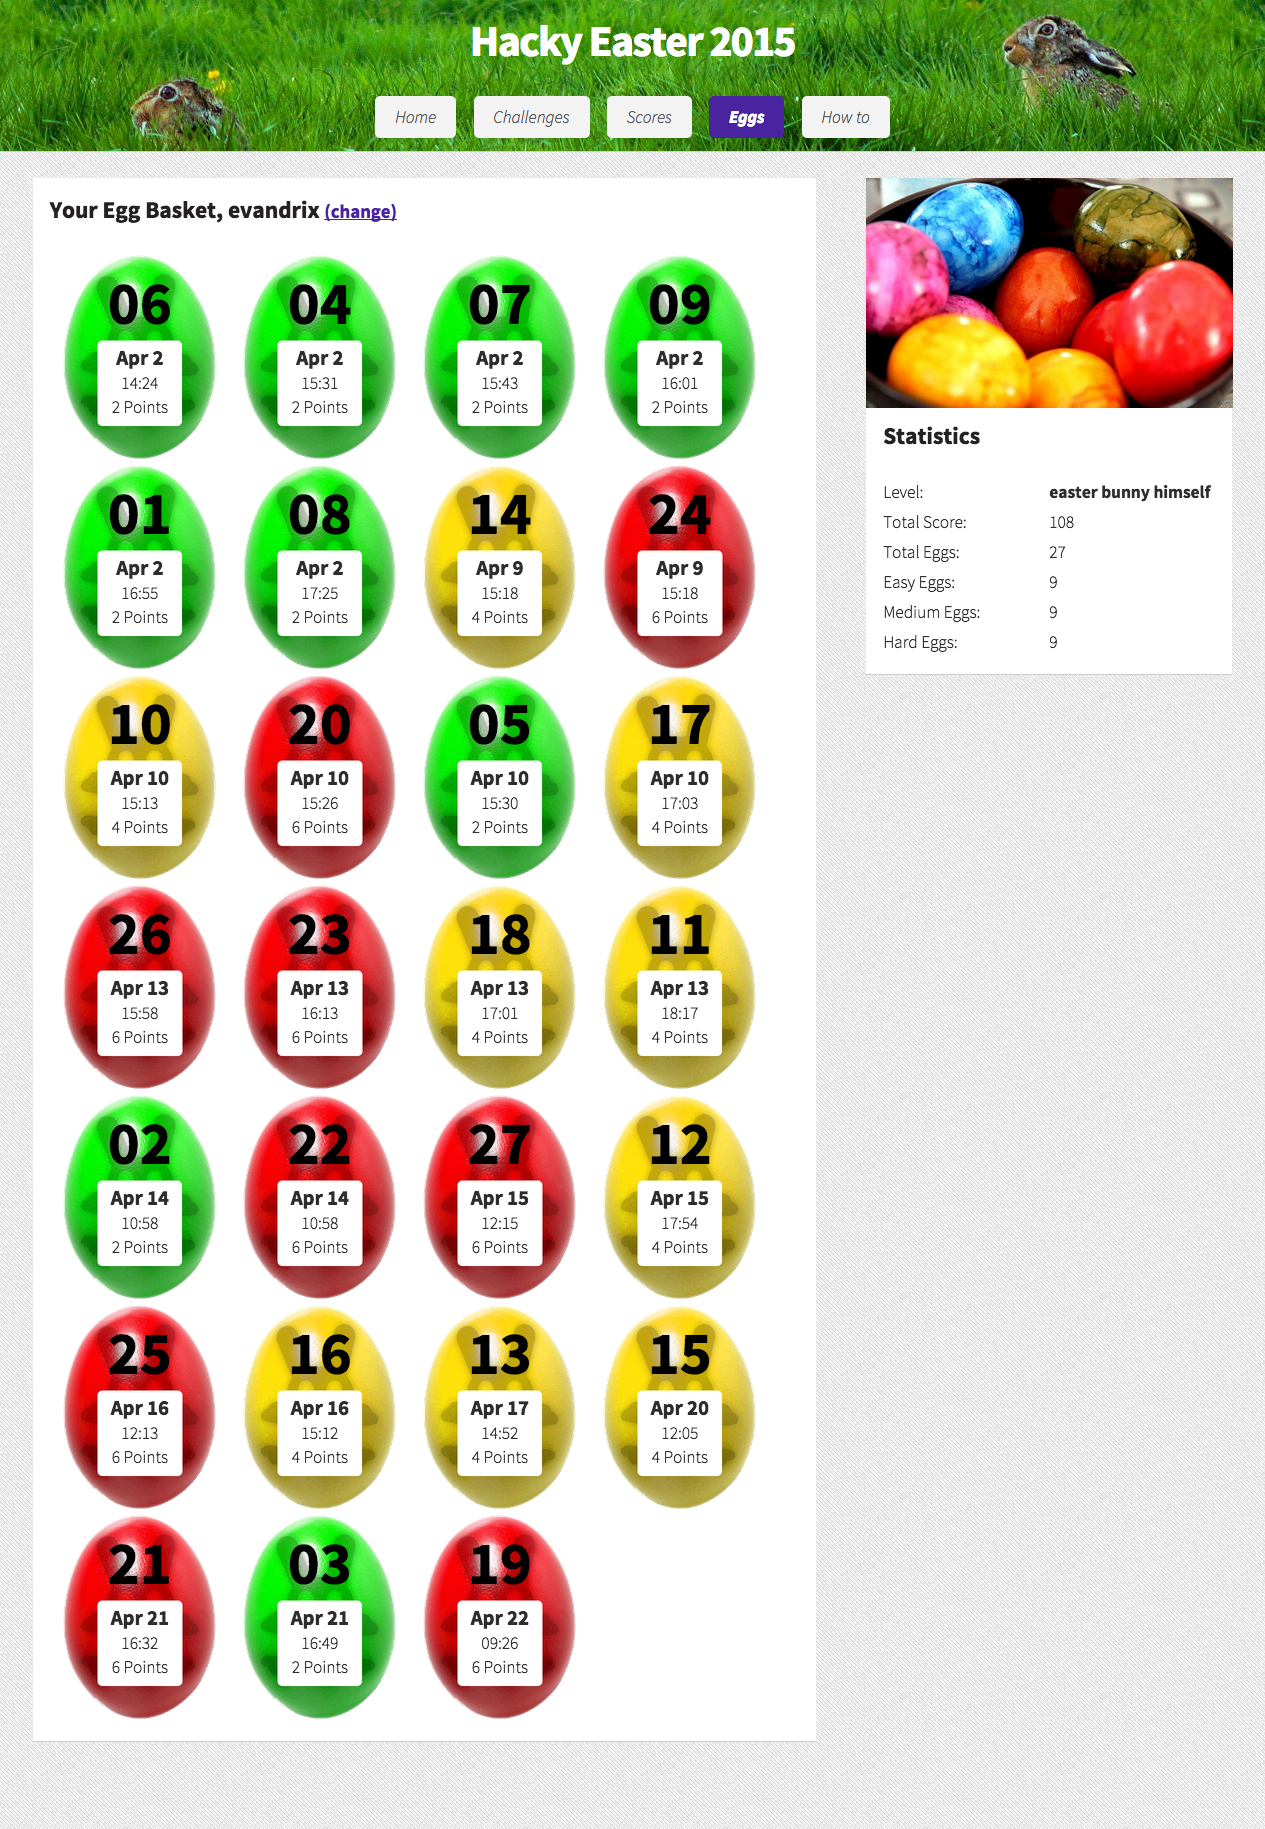 Hacky Easter 2015
Home Challenges Scores Eggs How to
Your Egg Basket, evandrix (change)
06 04 07 09
Apr 2 Apr 2 Apr 2 Apr 2
14:24 15:31 15:43 16:01
2 Points 2 Points 2 Points 2 Points
01 08 14 24
Apr 2 Apr 2 Apr 9 Apr 9
16:55 17:25 15:18 15:18
2 Points 2 Points 4 Points 6 Points
10 20 05 17
Apr 10 Apr 10 Apr 10 Apr 10
15:13 15:26 15:30 17:03
4 Points 6 Points 2 Points 4 Points
26 23 18 11
Apr 13 Apr 13 Apr 13 Apr 13
15:58 16:13 17:01 18:17
6 Points 6 Points 4 Points 4 Points
02 22 27 12
Apr 14 Apr 14 Apr 15 Apr 15
10:58 10:58 12:15 17:54
2 Points 6 Points 6 Points 4 Points
25 16 13 15
Apr 16 Apr 16 Apr 17 Apr 20
12:13 15:12 14:52 12:05
6 Points 4 Points 4 Points 4 Points
21 03 19
Apr 21 Apr 21 Apr 22
16:32 16:49 09:26
6 Points 2 Points 6 Points
Statistics
Level: easter bunny himself
Total Score: 108
Total Eggs: 27
Easy Eggs: 9
Medium Eggs: 9
Hard Eggs: 9